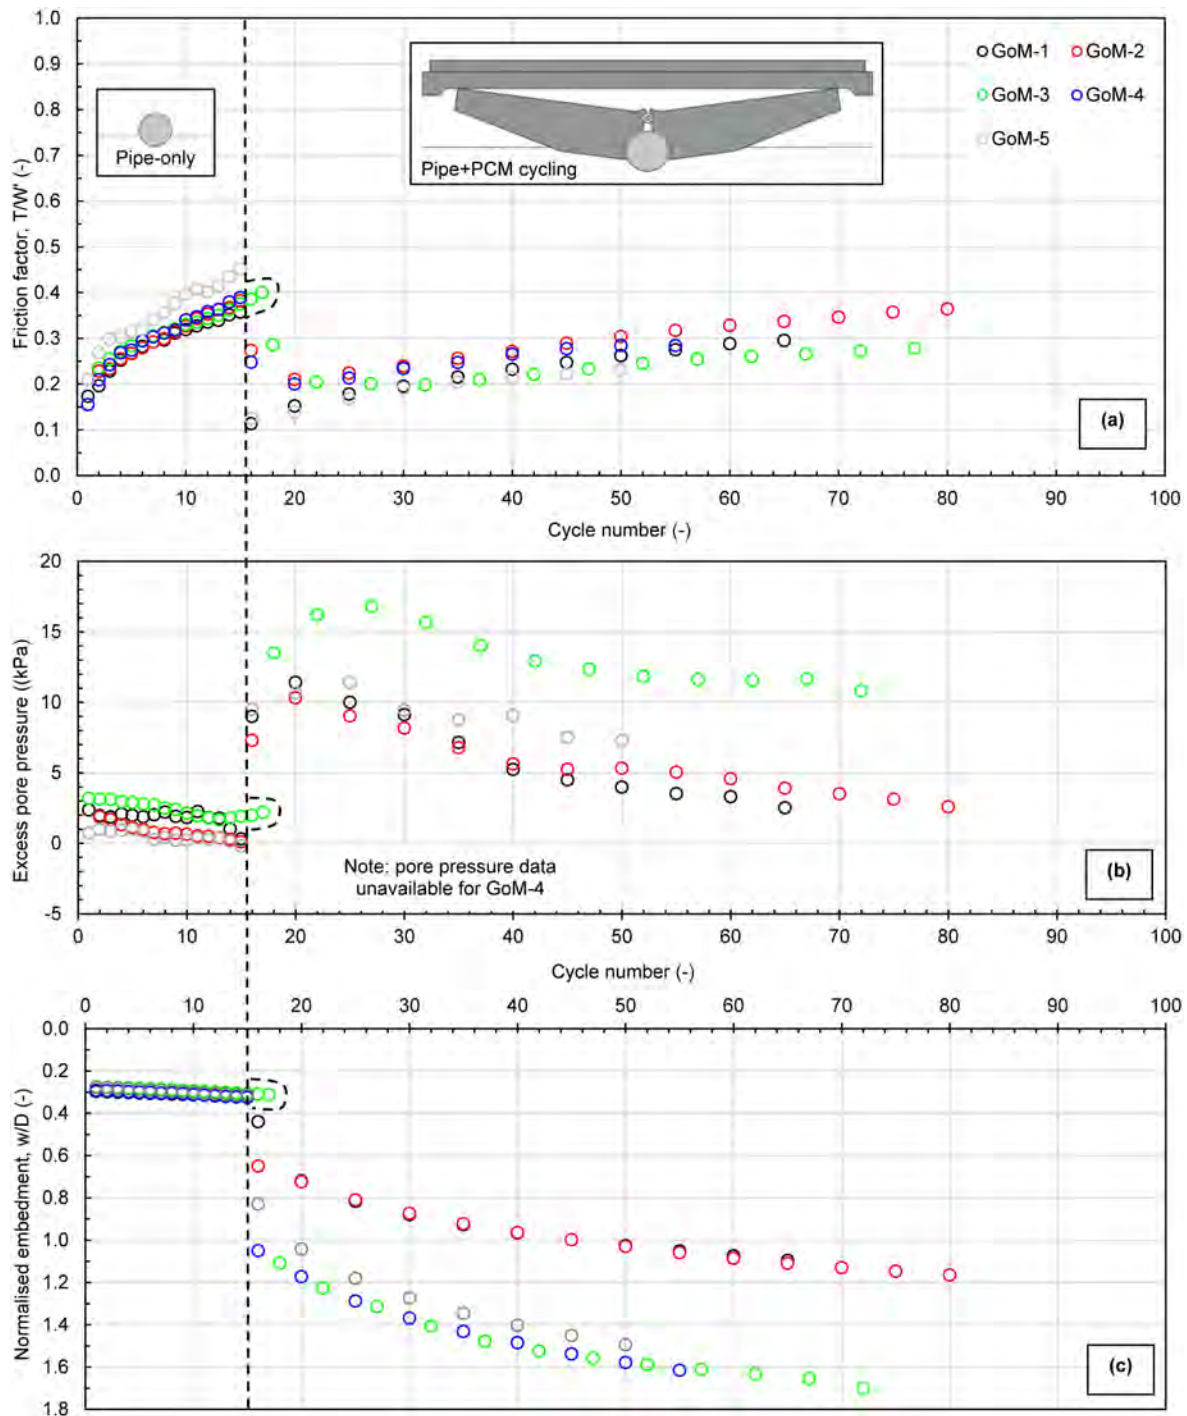 1.0
0.9
0.8
0.7
0.6
0.5
0.4
0.3
0.2
0.1
0.0
Friction factor, T/W' (-)
Pipe-only
Pipe+PCM cycling
GoM-1 GoM-2
GoM-3 GoM-4
GoM-5
(a)
0 10 20 30 40 50 60 70 80 90 100
Cycle number (-)
20
15
10
5
0
-5
Excess pore pressure ((kPa)
Note: pore pressure data
unavailable for GoM-4
(b)
0 10 20 30 40 50 60 70 80 90 100
Cycle number (-)
0 10 20 30 40 50 60 70 80 90 100
0.0
0.2
0.4
0.6
0.8
1.0
1.2
1.4
1.6
1.8
Normalised embedment, w/D (-)
(c)